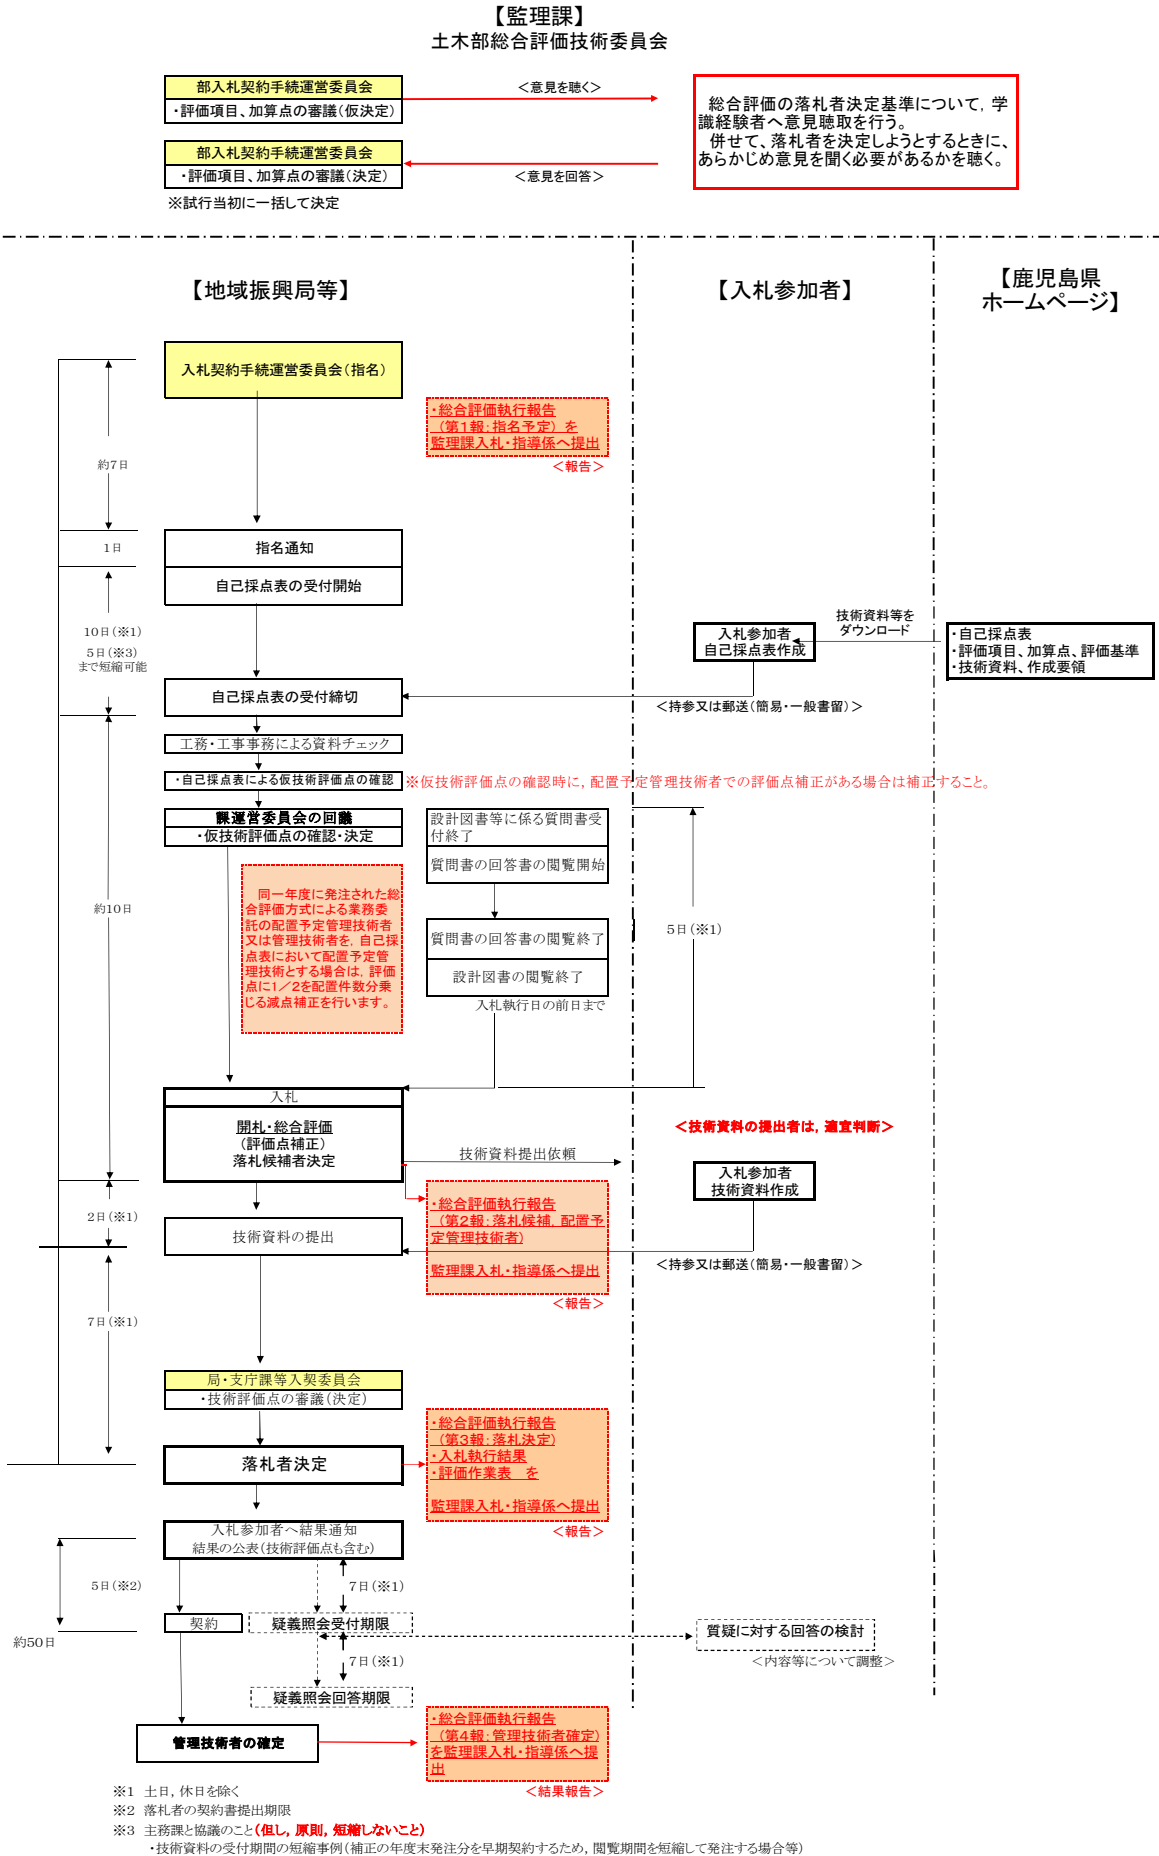 【監理課】
土木部総合評価技術委員会
部入札契約手続運営委員会
・評価項目、加算点の審議（仮決定）
＜意見を聴く＞
総合評価の落札者決定基準について，学
識経験者へ意見聴取を行う。
併せて、落札者を決定しようとするときに、
あらかじめ意見を聞く必要があるかを聴く。
部入札契約手続運営委員会
・評価項目、加算点の審議（決定）
＜意見を回答＞
※試行当初に一括して決定
【地域振興局等】
【入札参加者】
【鹿児島県
ホームページ】
入札契約手続運営委員会（指名）
・総合評価執行報告
（第１報：指名予定）を
監理課入札・指導係へ提出
＜報告＞
約７日
１日
指名通知
自己採点表の受付開始
10日（※1）
５日（※３）
まで短縮可能
技術資料等を
ダウンロード
入札参加者
自己採点表作成
・自己採点表
・評価項目、加算点、評価基準
・技術資料、作成要領
自己採点表の受付締切
＜持参又は郵送（簡易・一般書留）＞
工務・工事事務による資料チェック
・自己採点表による仮技術評価点の確認
※仮技術評価点の確認時に，配置予定管理技術者での評価点補正がある場合は補正すること。
課運営委員会の回議
・仮技術評価点の確認・決定
設計図書等に係る質問書受
付終了
質問書の回答書の閲覧開始
同一年度に発注された総
合評価方式による業務委
託の配置予定管理技術者
又は管理技術者を，自己採
点表において配置予定管
理技術とする場合は，評価
点に１／２を配置件数分乗
じる減点補正を行います。
約10日
質問書の回答書の閲覧終了
設計図書の閲覧終了
入札執行日の前日まで
５日（※1）
入札
開札・総合評価
（評価点補正）
落札候補者決定
技術資料提出依頼
＜技術資料の提出者は，適宜判断＞
入札参加者
技術資料作成
２日（※1）
技術資料の提出
・総合評価執行報告
（第２報：落札候補，配置予
定管理技術者）
監理課入札・指導係へ提出
＜報告＞
＜持参又は郵送（簡易・一般書留）＞
７日（※1）
局・支庁課等入契委員会
・技術評価点の審議（決定）
落札者決定
・総合評価執行報告
（第３報：落札決定）
・入札執行結果
・評価作業表　を
監理課入札・指導係へ提出
＜報告＞
入札参加者へ結果通知
結果の公表（技術評価点も含む）
５日（※２）
７日（※1）
契約
疑義照会受付期限
質疑に対する回答の検討
＜内容等について調整＞
約50日
７日（※1）
疑義照会回答期限
管理技術者の確定
・総合評価執行報告
（第４報：管理技術者確定）
を監理課入札・指導係へ提
出
＜結果報告＞
※１　土日，休日を除く
※２　落札者の契約書提出期限
※３　主務課と協議のこと（但し，原則，短縮しないこと）
・技術資料の受付期間の短縮事例（補正の年度末発注分を早期契約するため，閲覧期間を短縮して発注する場合等）